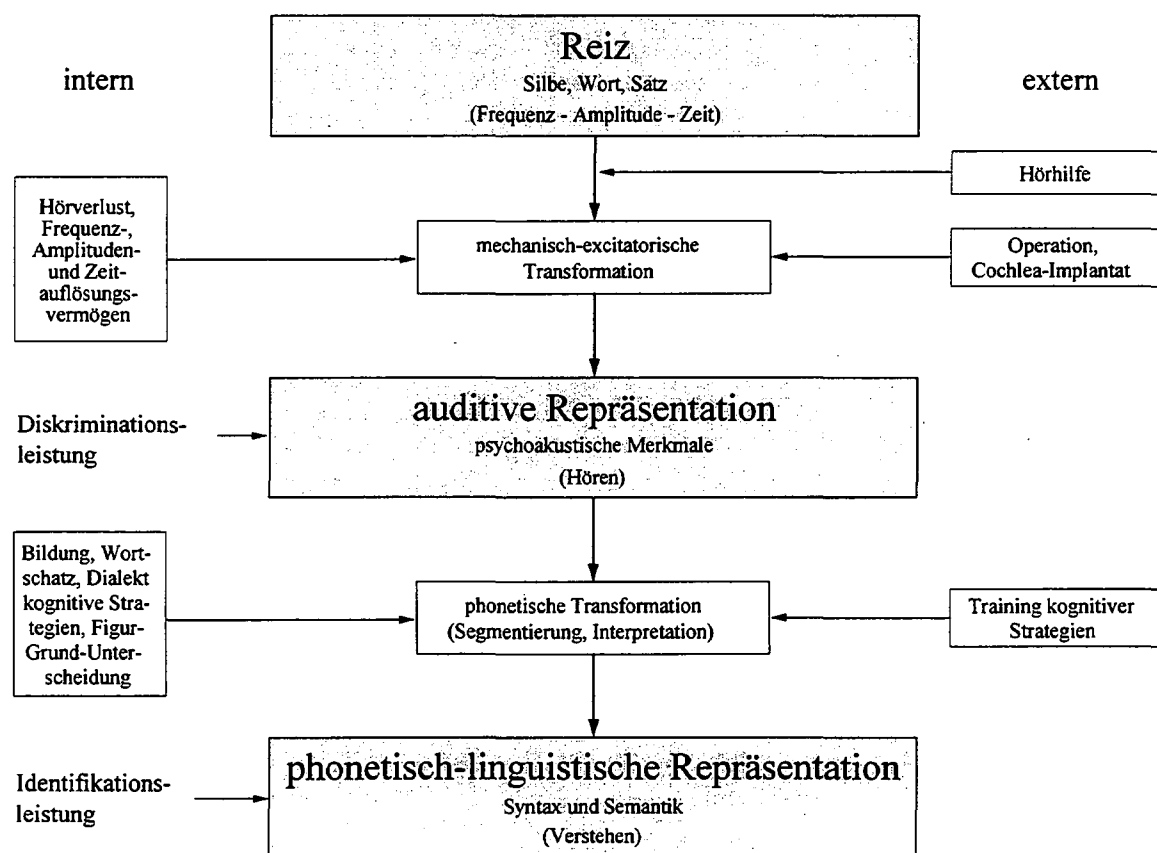 Reiz
intern
Silbe, Wort, Satz
extern
(Frequenz - Amplitude - Zeit)
Hörhilfe
Hörverlust,
Frequenz-,
Amplituden-
und Zeit-
auflösungs-
vermögen
mechanisch-excitatorische
Transformation
Operation,
Cochlea-Implantat
auditive Repräsentation
psychoakustische Merkmale
(Hören)
Diskriminations-
leistung
Bildung, Wort-
schatz, Dialekt
kognitive Stra-
tegien, Figur-
Grund-Unter-
scheidung
phonetische Transformation
(Segmentierung, Interpretation)
Training kognitiver
Strategien
phonetisch-linguistische Repräsentation
Syntax und Semantik
(Verstehen)
Identifikations-
leistung